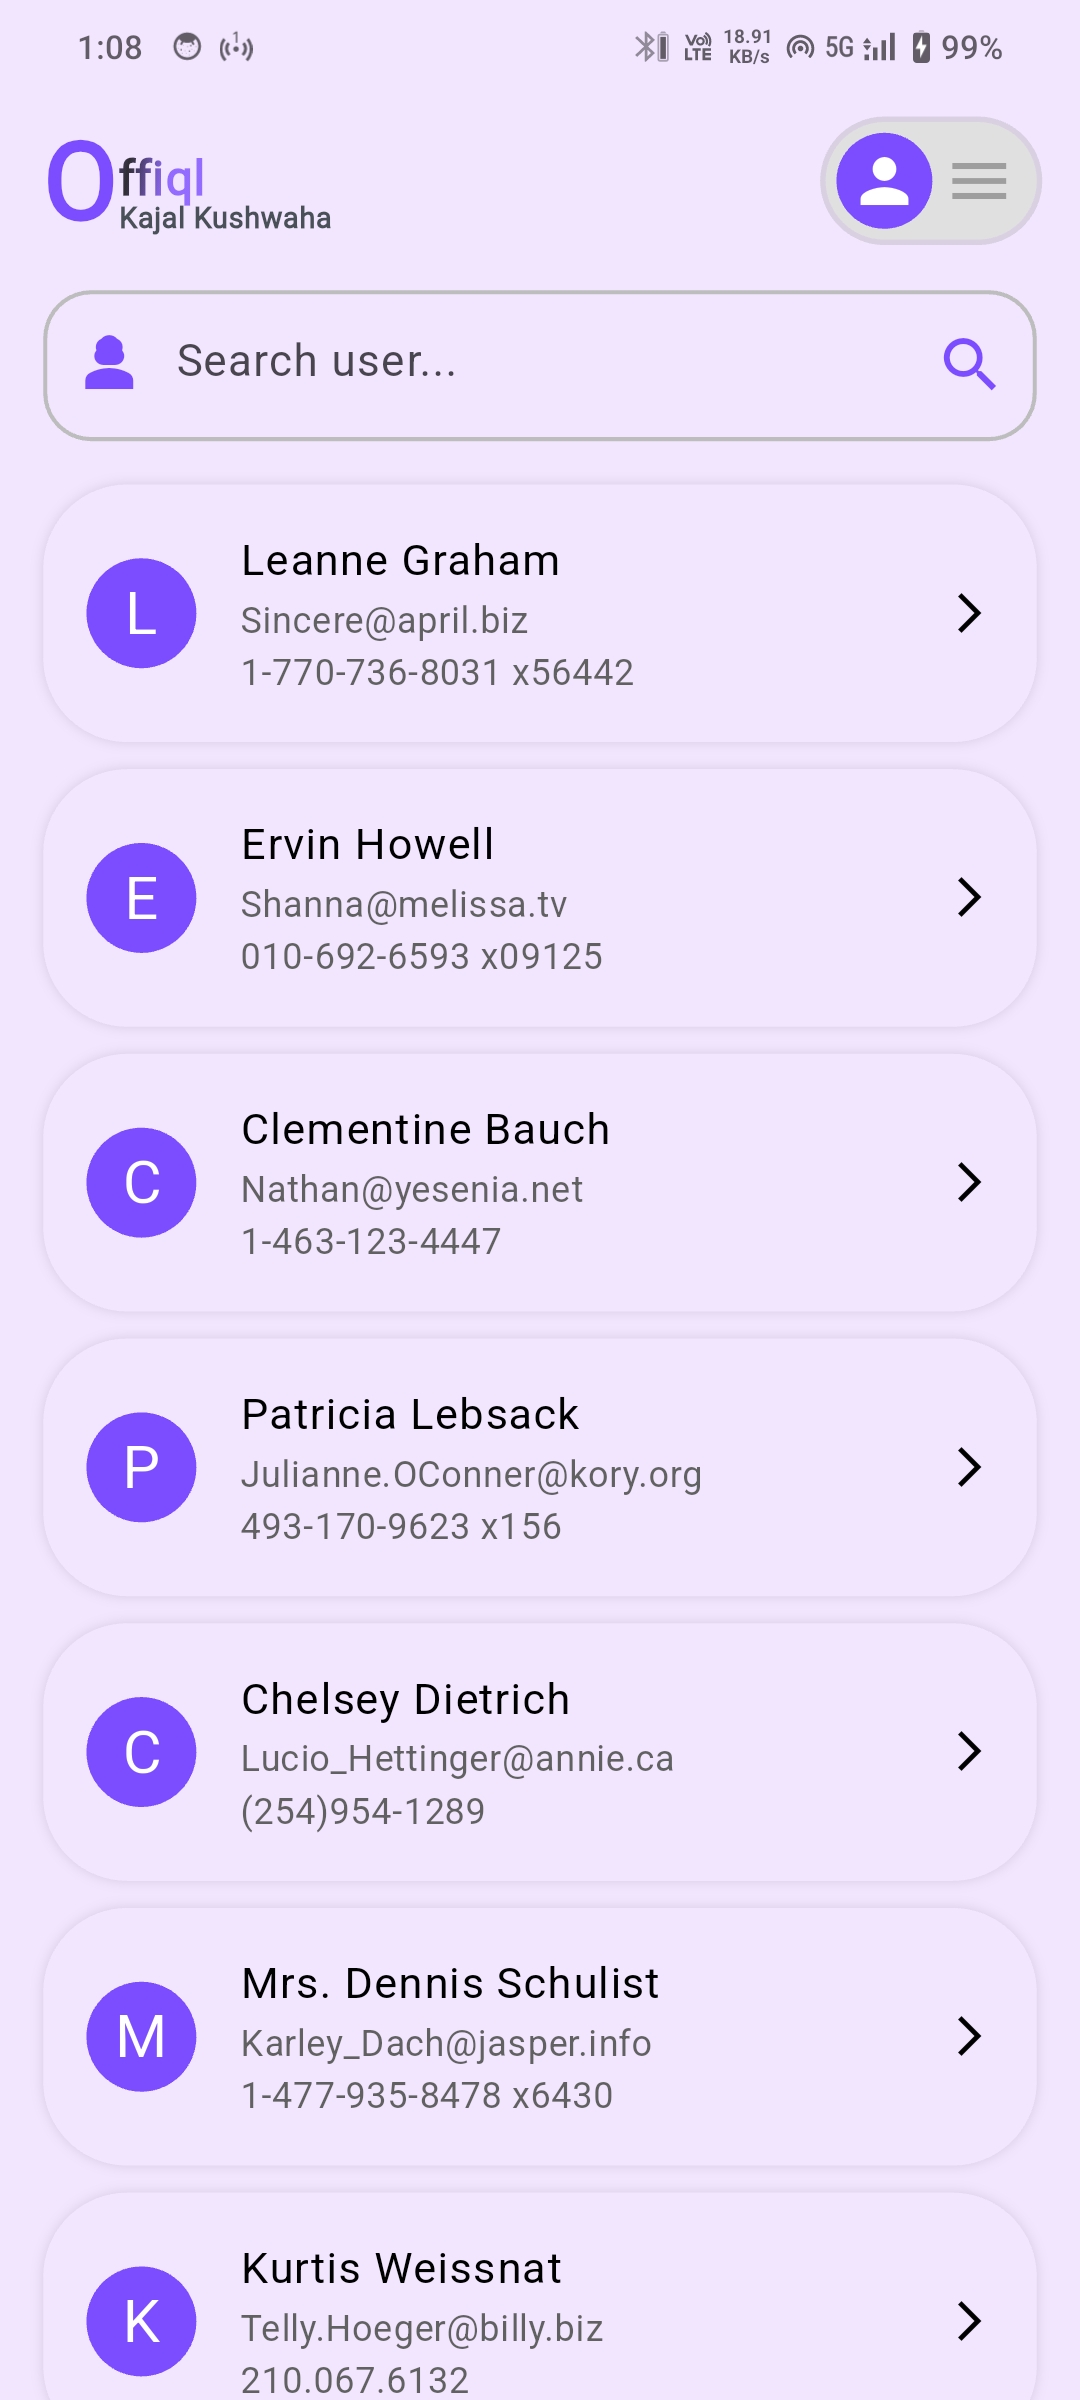 1:08
1
Vo) LTE 18.91 KB/s 5G 99%
Offiql
Kajal Kushwaha
Search user...
L
Leanne Graham
Sincere@april.biz
1-770-736-8031 x56442
E
Ervin Howell
Shanna@melissa.tv
010-692-6593 x09125
C
Clementine Bauch
Nathan@yesenia.net
1-463-123-4447
P
Patricia Lebsack
Julianne.OConner@kory.org
493-170-9623 x156
C
Chelsey Dietrich
Lucio_Hettinger@annie.ca
(254)954-1289
M
Mrs. Dennis Schulist
Karley_Dach@jasper.info
1-477-935-8478 x6430
K
Kurtis Weissnat
Telly.Hoeger@billy.biz
210.067.6132